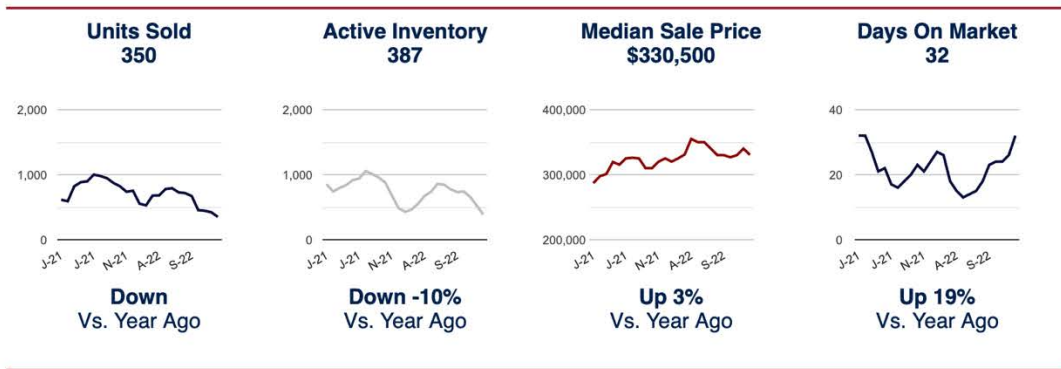 Units Sold
350
2,000
1,000
0
J-21
J-21
N-21
A-22
S-22
Down
Vs. Year Ago
Active Inventory
387
2,000
1,000
0
J-21
J-21
N-21
A-22
S-22
Down -10%
Vs. Year Ago
Median Sale Price
$330,500
400,000
300,000
200,000
J-21
J-21
N-21
A-22
S-22
Up 3%
Vs. Year Ago
Days On Market
32
40
20
0
J-21
J-21
N-21
A-22
S-22
Up 19%
Vs. Year Ago